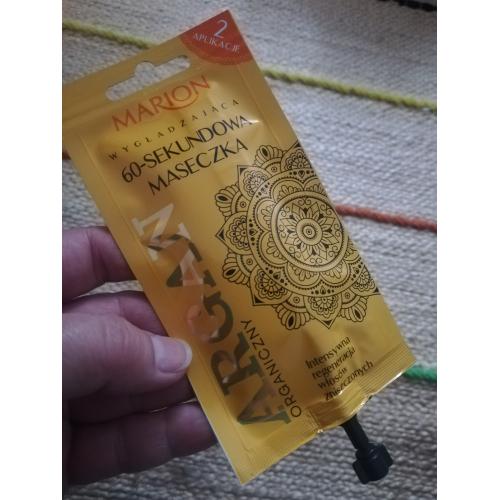 2
APLIKACJE
MARION
WYGŁADZAJĄCA
60-SEKUNDOWA
MASECZKA
ARGAN
ORGANICZNY
Intensywna
regeneracja
włosów
zniszczonych